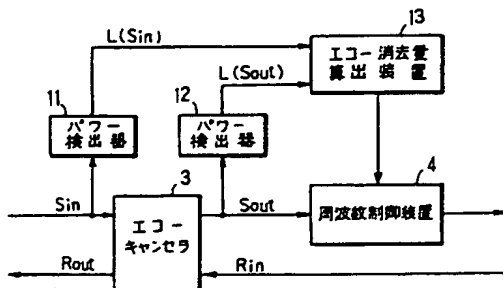 13
L(Sin)
エコー消去量
算出装置
L(Sout)
11
パワー
検出器
12
パワー
検出器
3
4
Sin
エコー
キャンセラ
Sout
周波数制御装置
Rout
Rin